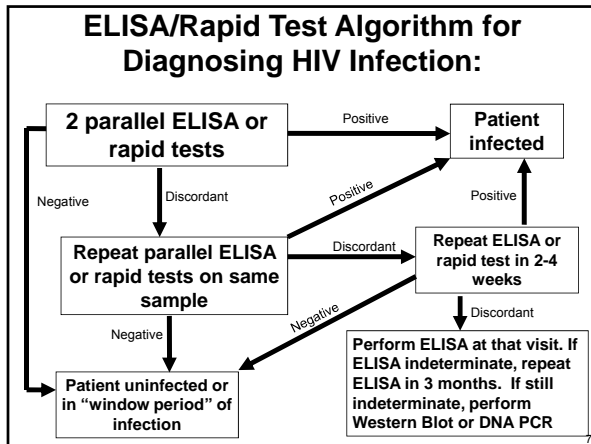 ELISA/Rapid Test Algorithm for
Diagnosing HIV Infection:
2 parallel ELISA or
rapid tests
Positive
Patient
infected
Negative
Discordant
Positive
Positive
Repeat parallel ELISA
or rapid tests on same
sample
Discordant
Repeat ELISA or
rapid test in 2-4
weeks
Negative
Negative
Discordant
Patient uninfected or
in “window period” of
infection
Perform ELISA at that visit. If
ELISA indeterminate, repeat
ELISA in 3 months. If still
indeterminate, perform
Western Blot or DNA PCR
7